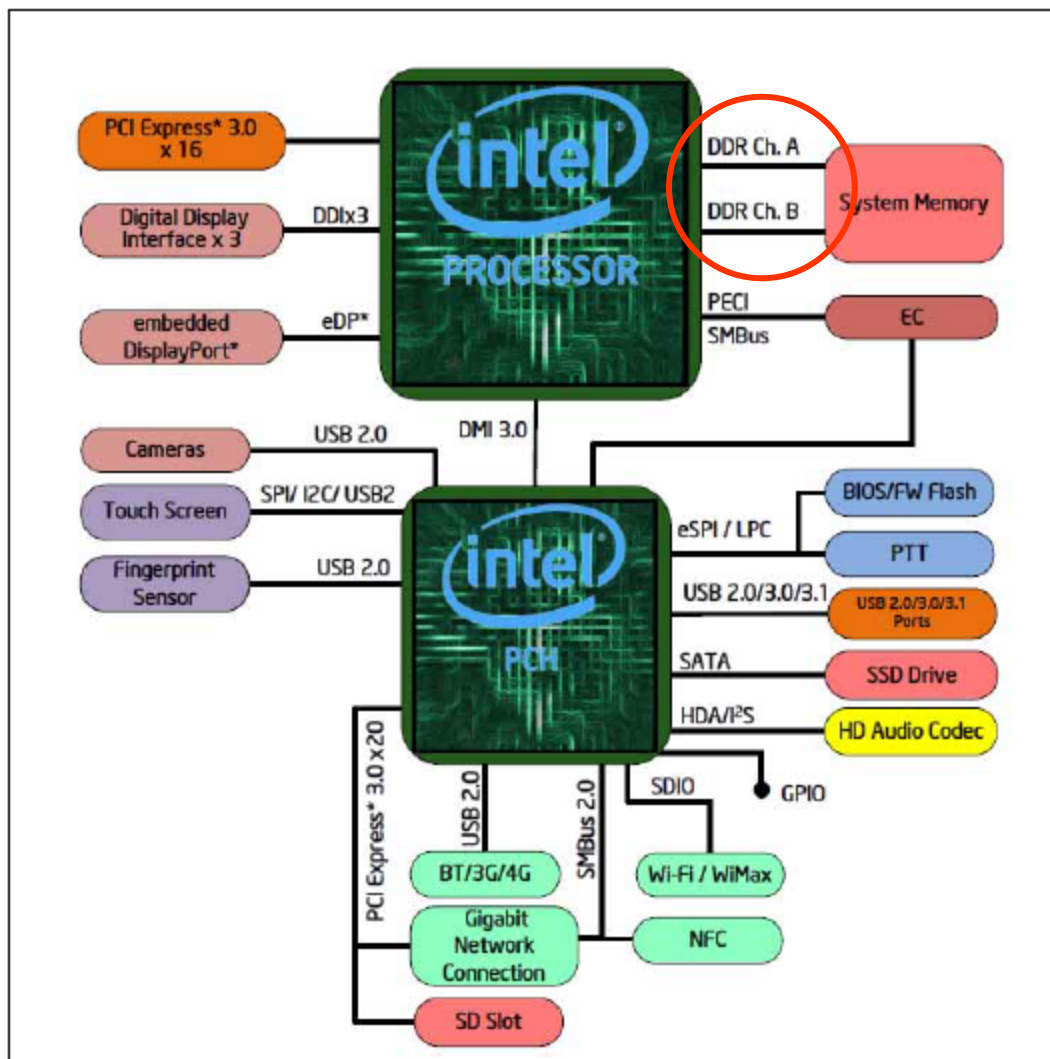 PCI Express* 3.0
x 16
Digital Display
Interface x 3
DDIx3
embedded
DisplayPort*
eDP*
intel®
PROCESSOR
DDR Ch. A
DDR Ch. B
System Memory
PECI
SMBus
EC
DMI 3.0
Cameras
USB 2.0
Touch Screen
SPI/ I2C/ USB2
Fingerprint
Sensor
USB 2.0
intel®
PCH
eSPI / LPC
BIOS/FW Flash
PTT
USB 2.0/3.0/3.1
USB 2.0/3.0/3.1
Ports
SATA
SSD Drive
HDA/I²S
HD Audio Codec
GPIO
SDIO
Wi-Fi / WiMax
SMBus 2.0
NFC
USB 2.0
BT/3G/4G
PCI Express* 3.0 x20
Gigabit
Network
Connection
SD Slot